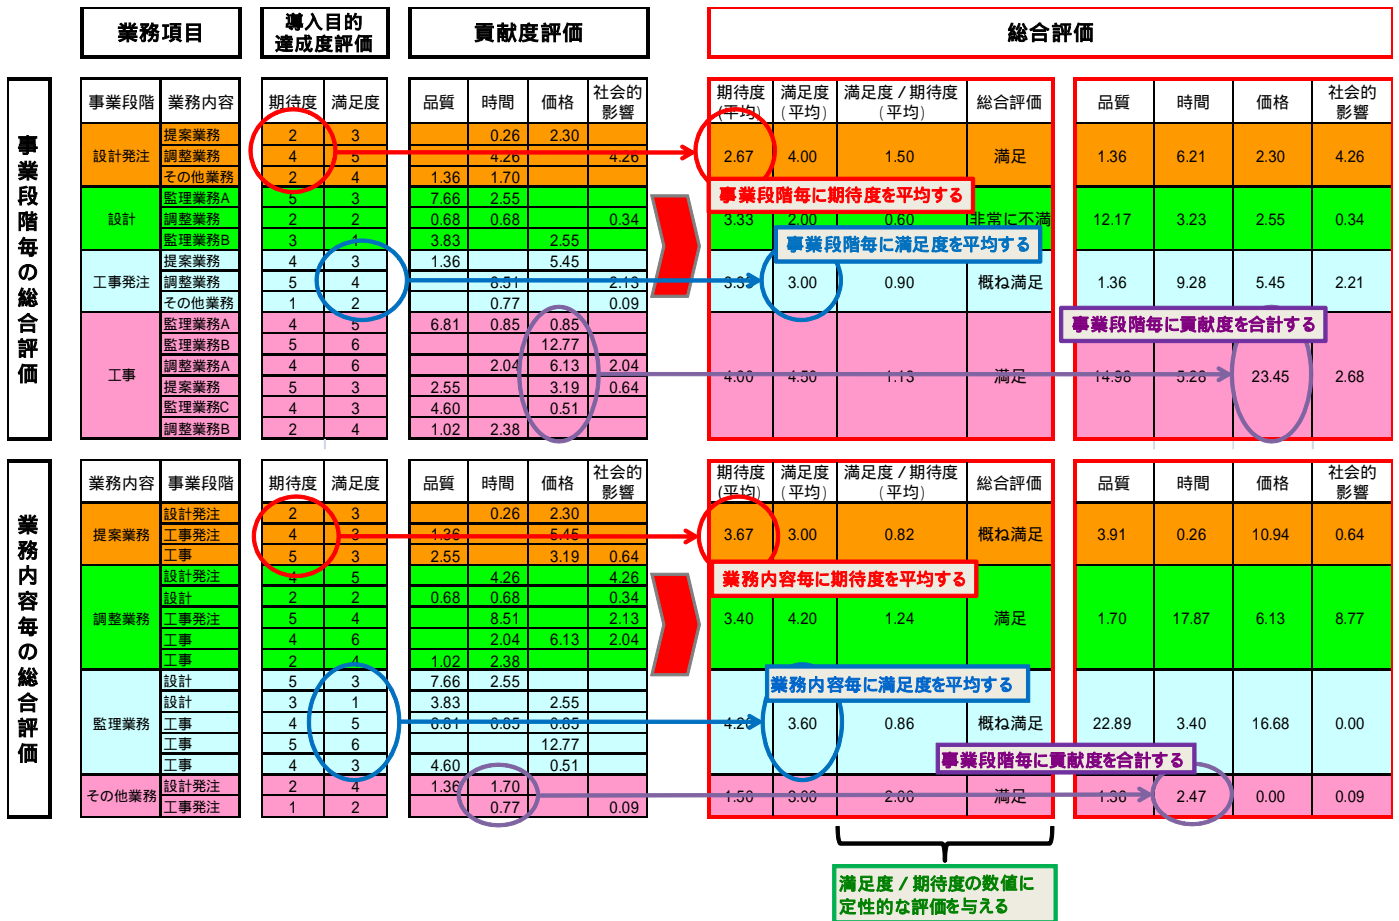 業務項目 導入目的 貢献度評価 総合評価
達成度評価
事業段階毎の総合評価
事業段階 業務内容 期待度 満足度 品質 時間 価格 社会的影響 期待度(平均) 満足度(平均) 満足度/期待度(平均) 総合評価 品質 時間 価格 社会的影響
設計発注 提案業務 2 3 0.26 2.30
調整業務 4 5 4.26 4.26 2.67 4.00 1.50 満足 1.36 6.21 2.30 4.26
その他業務 2 4 1.36 1.70
事業段階毎に期待度を平均する
設計 監理業務A 5 3 7.66 2.55
調整業務 2 2 0.68 0.68 0.34 3.33 2.00 0.60 非常に不満 12.17 3.23 2.55 0.34
監理業務B 3 1 3.83 2.55
事業段階毎に満足度を平均する
工事発注 提案業務 4 3 1.36 5.45
調整業務 5 4 8.51 2.13 3.33 3.00 0.90 概ね満足 1.36 9.28 5.45 2.21
その他業務 1 2 0.77 0.09
事業段階毎に貢献度を合計する
工事 監理業務A 4 5 6.81 0.85 0.85
監理業務B 5 6 12.77
調整業務A 4 6 2.04 6.13 2.04
4.00 4.50 1.13 満足 14.98 5.28 23.45 2.68
提案業務 5 3 2.55 3.19 0.64
監理業務C 4 3 4.60 0.51
調整業務B 2 4 1.02 2.38
業務内容毎の総合評価
業務内容 事業段階 期待度 満足度 品質 時間 価格 社会的影響 期待度(平均) 満足度(平均) 満足度/期待度(平均) 総合評価 品質 時間 価格 社会的影響
提案業務 設計発注 2 3 0.26 2.30
工事発注 4 3 1.36 5.45 3.67 3.00 0.82 概ね満足 3.91 0.26 10.94 0.64
工事 5 3 2.55 3.19 0.64
業務内容毎に期待度を平均する
調整業務 設計発注 4 5 4.26 4.26
設計 2 2 0.68 0.68 0.34
工事発注 5 4 8.51 2.13 3.40 4.20 1.24 満足 1.70 17.87 6.13 8.77
工事 4 6 2.04 6.13 2.04
工事 2 4 1.02 2.38
業務内容毎に満足度を平均する
監理業務 設計 5 3 7.66 2.55
設計 3 1 3.83 2.55
工事 4 5 6.81 0.85 0.85 4.20 3.60 0.86 概ね満足 22.89 3.40 16.68 0.00
工事 5 6 12.77
工事 4 3 4.60 0.51
事業段階毎に貢献度を合計する
その他業務 設計発注 2 4 1.36 1.70
1.50 3.00 2.00 満足 1.36 2.47 0.00 0.09
工事発注 1 2 0.77 0.09
満足度/期待度の数値に
定性的な評価を与える